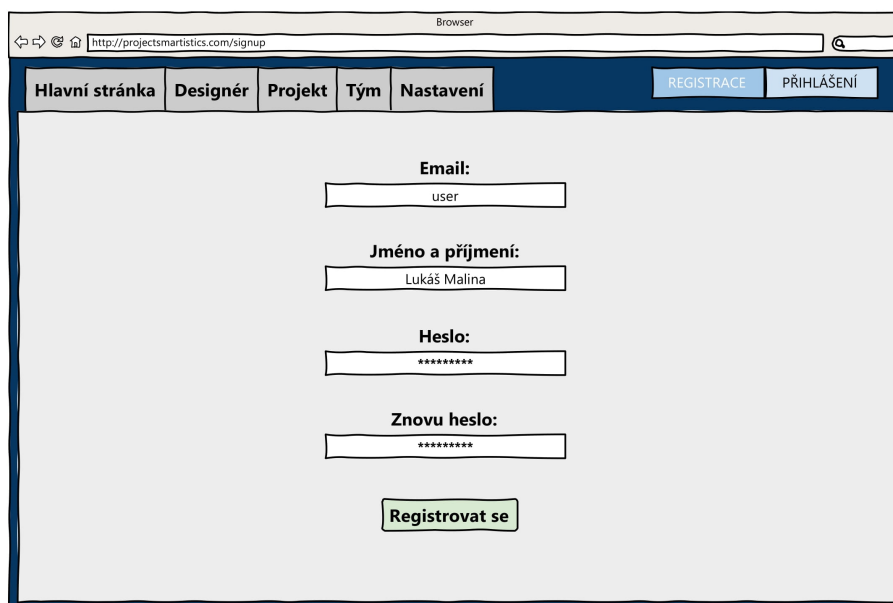 Browser
http://projectsmartistics.com/signup
Hlavní stránka Designér Projekt Tým Nastavení REGISTRACE PŘIHLÁŠENÍ
Email:
user
Jméno a příjmení:
Lukáš Malina
Heslo:
*********
Znovu heslo:
*********
Registrovat se